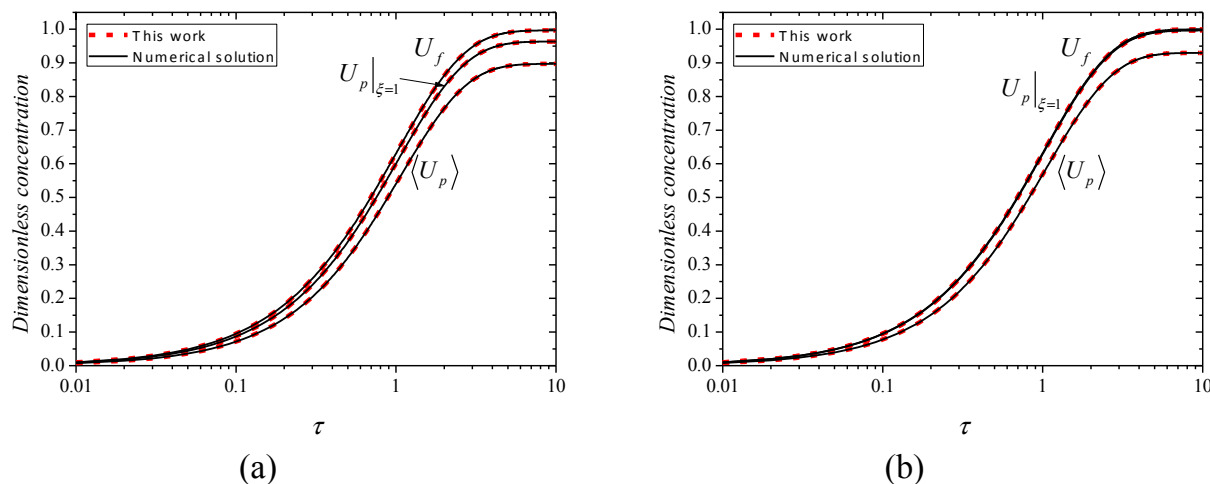 This work
Numerical solution
Dimensionless concentration
1.0
0.9
0.8
0.7
0.6
0.5
0.4
0.3
0.2
0.1
0.0
U_f
U_p|_{ξ=1}
⟨U_p⟩
0.01 0.1 1 10
τ
(a)
This work
Numerical solution
Dimensionless concentration
1.0
0.9
0.8
0.7
0.6
0.5
0.4
0.3
0.2
0.1
0.0
U_f
U_p|_{ξ=1}
⟨U_p⟩
0.01 0.1 1 10
τ
(b)